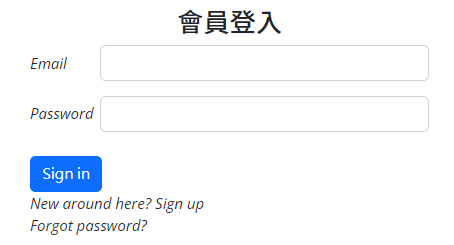 會員登入
Email
Password
Sign in
New around here? Sign up
Forgot password?